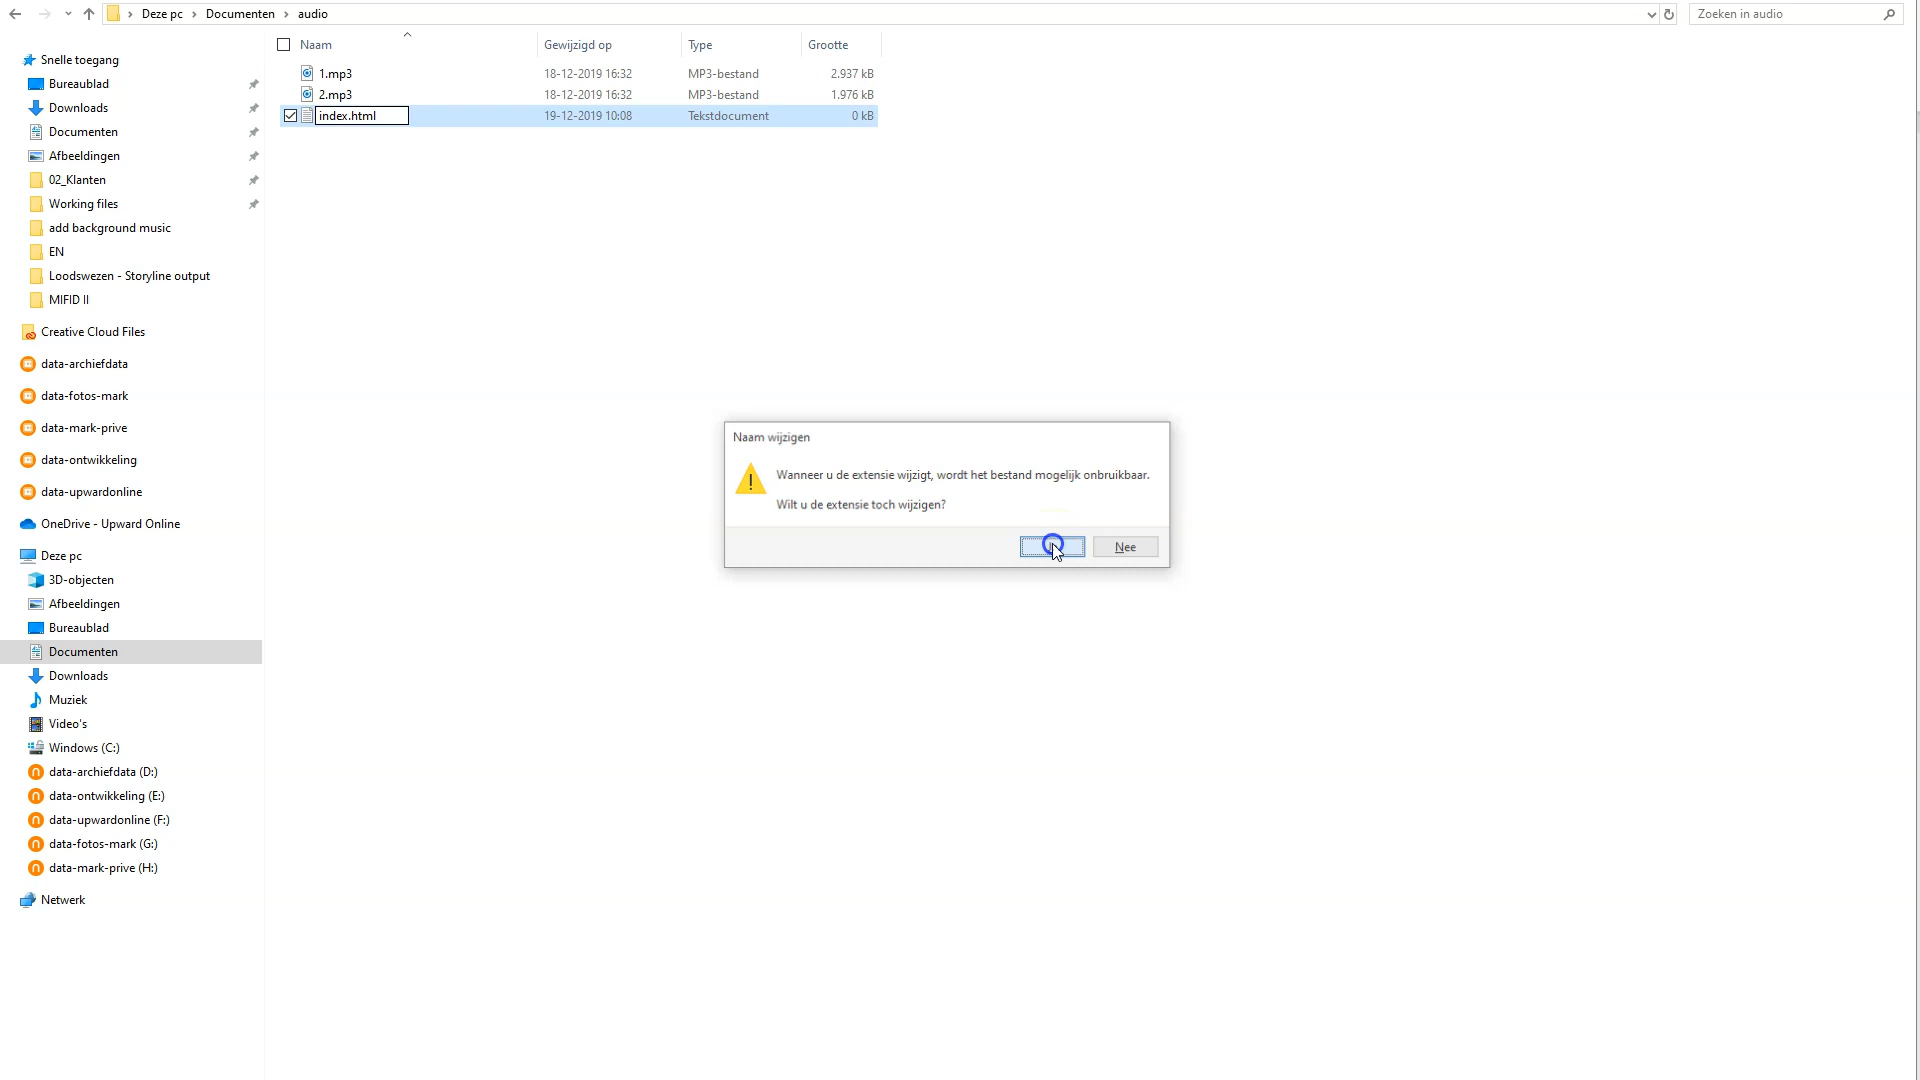 Deze pc Documenten audio
Zoeken in audio
Naam Gewijzigd op Type Grootte
1.mp3 18-12-2019 16:32 MP3-bestand 2.937 kB
2.mp3 18-12-2019 16:32 MP3-bestand 1.976 kB
index.html 19-12-2019 10:08 Tekstdocument 0 kB
Snelle toegang
Bureaublad
Downloads
Documenten
Afbeeldingen
02_Klanten
Working files
add background music
EN
Loodswezen - Storyline output
MIFID II
Creative Cloud Files
data-archiefdata
data-fotos-mark
data-mark-prive
data-ontwikkeling
data-upwardonline
OneDrive - Upward Online
Deze pc
3D-objecten
Afbeeldingen
Bureaublad
Documenten
Downloads
Muziek
Video's
Windows (C:)
data-archiefdata (D:)
data-ontwikkeling (E:)
data-upwardonline (F:)
data-fotos-mark (G:)
data-mark-prive (H:)
Netwerk
Naam wijzigen
Wanneer u de extensie wijzigt, wordt het bestand mogelijk onbruikbaar.
Wilt u de extensie toch wijzigen?
Nee